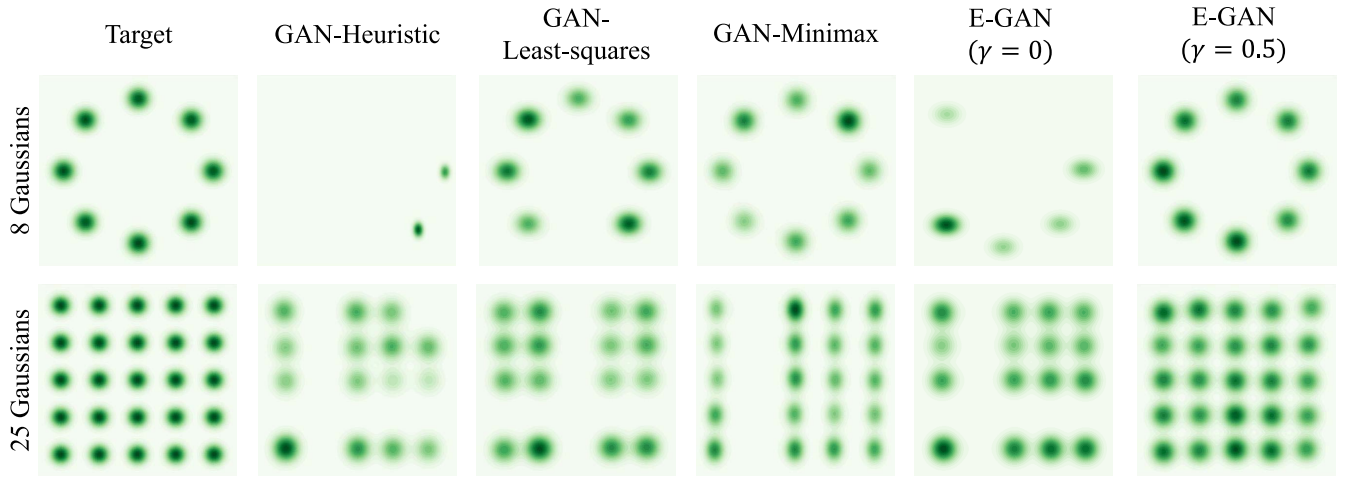 Target
GAN-Heuristic
GAN-
Least-squares
GAN-Minimax
E-GAN
(γ = 0)
E-GAN
(γ = 0.5)
8 Gaussians
25 Gaussians